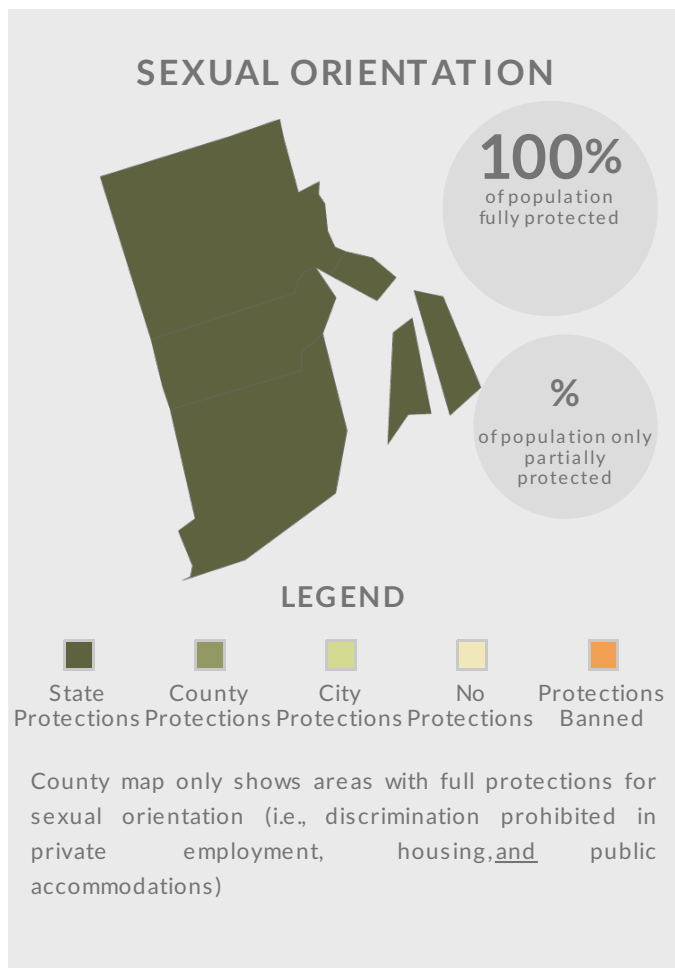 SEXUAL ORIENTATION
100%
of population
fully protected
%
of population only
partially
protected
LEGEND
State
Protections
County
Protections
City
Protections
No
Protections
Protections
Banned
County map only shows areas with full protections for
sexual orientation (i.e., discrimination prohibited in
private employment, housing, and public
accommodations)